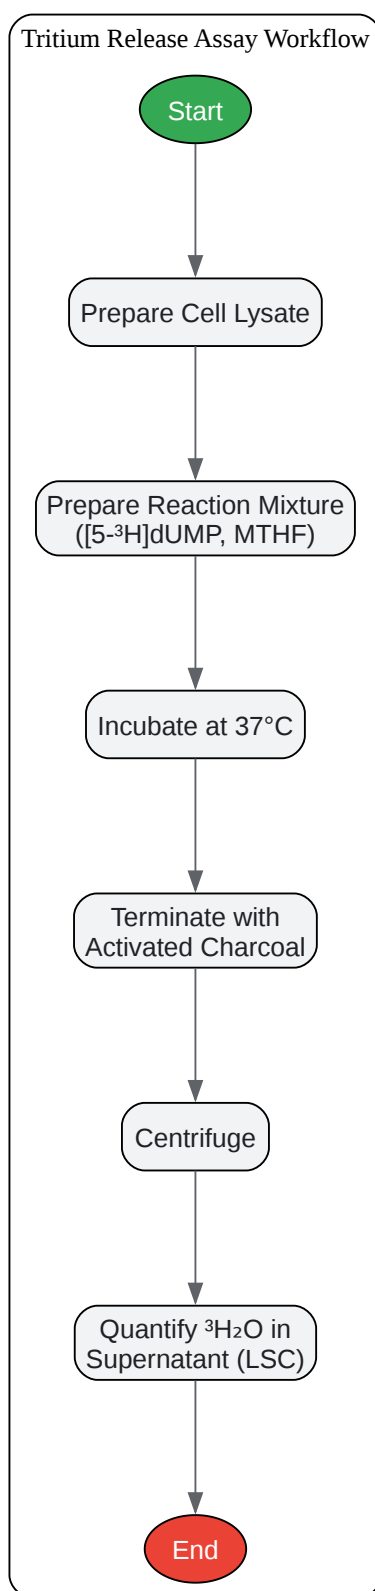 Tritium Release Assay Workflow
Start
Prepare Cell Lysate
Prepare Reaction Mixture
([5-³H]dUMP, MTHF)
Incubate at 37°C
Terminate with
Activated Charcoal
Centrifuge
Quantify ³H₂O in
Supernatant (LSC)
End